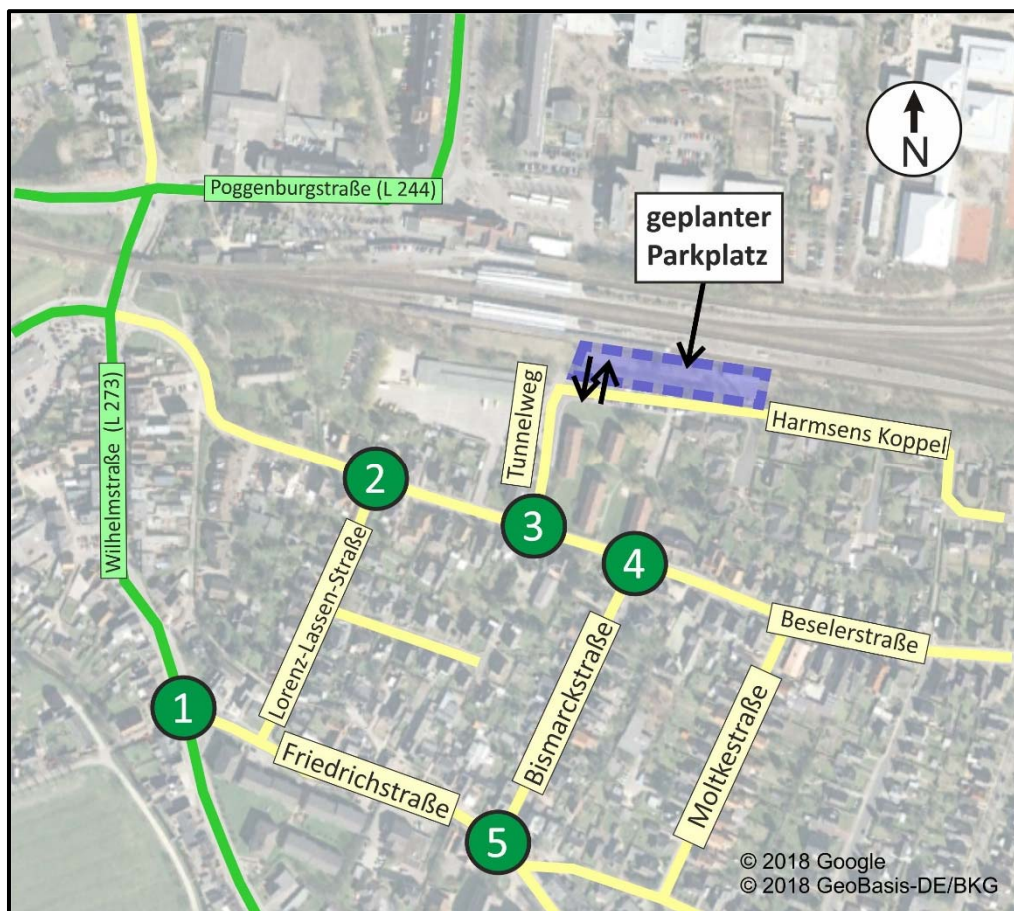 Poggenburgstraße (L 244)
N
geplanter
Parkplatz
Wilhelmstraße (L 273)
Tunnelweg
Harmsens Koppel
2
3
4
Lorenz-Lassen-Straße
Beselerstraße
Bismarckstraße
Moltkestraße
1
Friedrichstraße
5
© 2018 Google
© 2018 GeoBasis-DE/BKG